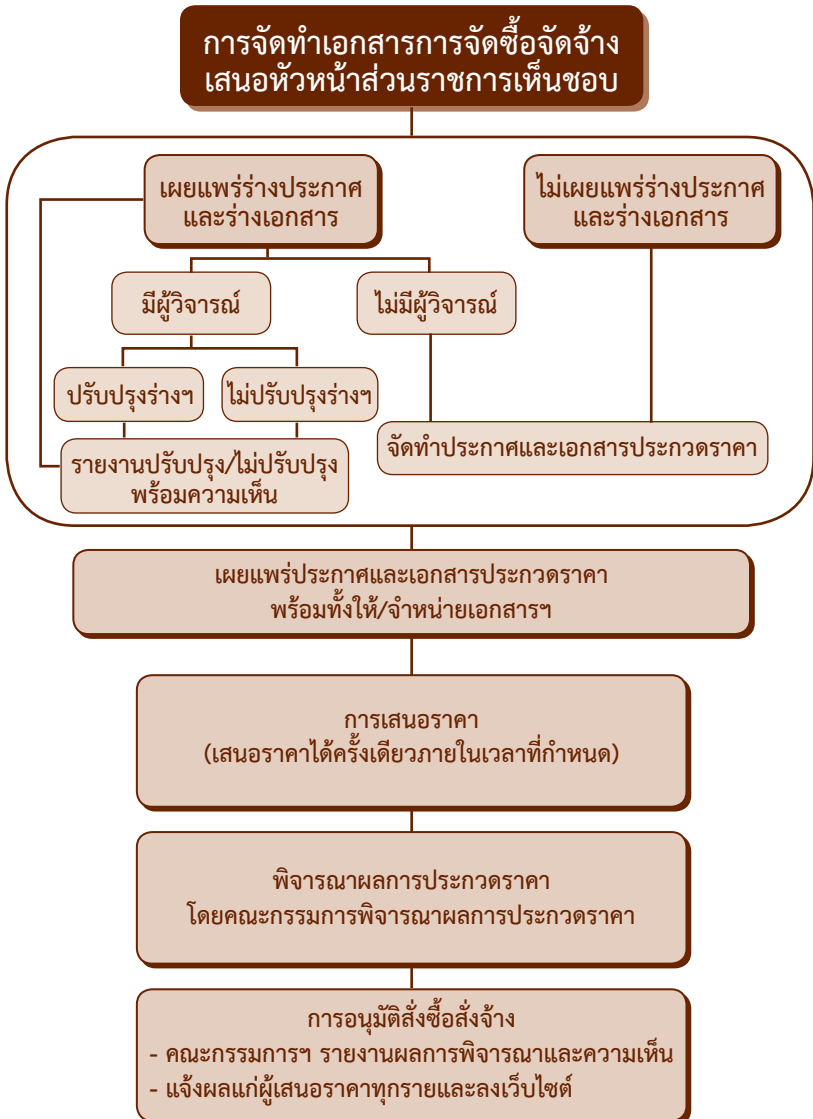 การจัดทำเอกสารการจัดซื้อจัดจ้าง
เสนอหัวหน้าส่วนราชการเห็นชอบ
เผยแพร่ร่างประกาศ
และร่างเอกสาร
ไม่เผยแพร่ร่างประกาศ
และร่างเอกสาร
มีผู้วิจารณ์
ไม่มีผู้วิจารณ์
ปรับปรุงร่างฯ
ไม่ปรับปรุงร่างฯ
รายงานปรับปรุง/ไม่ปรับปรุง
พร้อมความเห็น
จัดทำประกาศและเอกสารประกวดราคา
เผยแพร่ประกาศและเอกสารประกวดราคา
พร้อมทั้งให้/จำหน่ายเอกสารฯ
การเสนอราคา
(เสนอราคาได้ครั้งเดียวภายในเวลาที่กำหนด)
พิจารณาผลการประกวดราคา
โดยคณะกรรมการพิจารณาผลการประกวดราคา
การอนุมัติสั่งซื้อสั่งจ้าง
- คณะกรรมการฯ รายงานผลการพิจารณาและความเห็น
- แจ้งผลแก่ผู้เสนอราคาทุกรายและลงเว็บไซต์